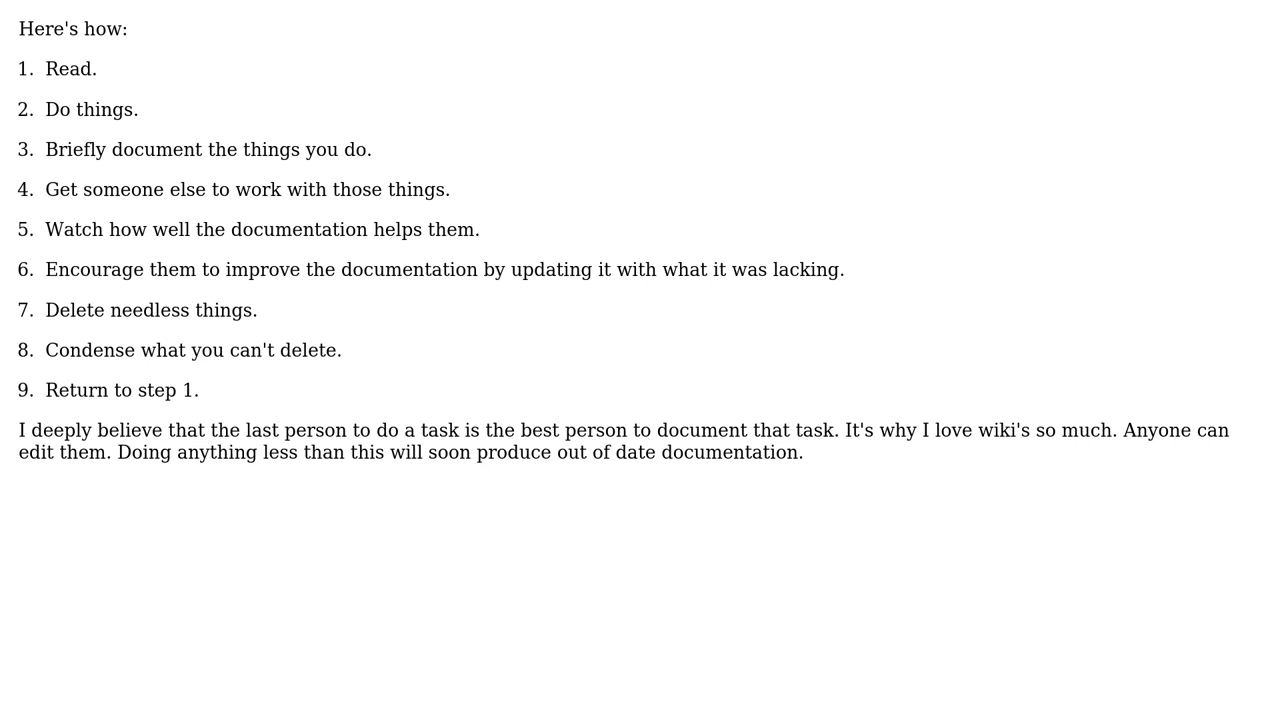 Here's how:
1. Read.
2. Do things.
3. Briefly document the things you do.
4. Get someone else to work with those things.
5. Watch how well the documentation helps them.
6. Encourage them to improve the documentation by updating it with what it was lacking.
7. Delete needless things.
8. Condense what you can't delete.
9. Return to step 1.
I deeply believe that the last person to do a task is the best person to document that task. It's why I love wiki's so much. Anyone can
edit them. Doing anything less than this will soon produce out of date documentation.